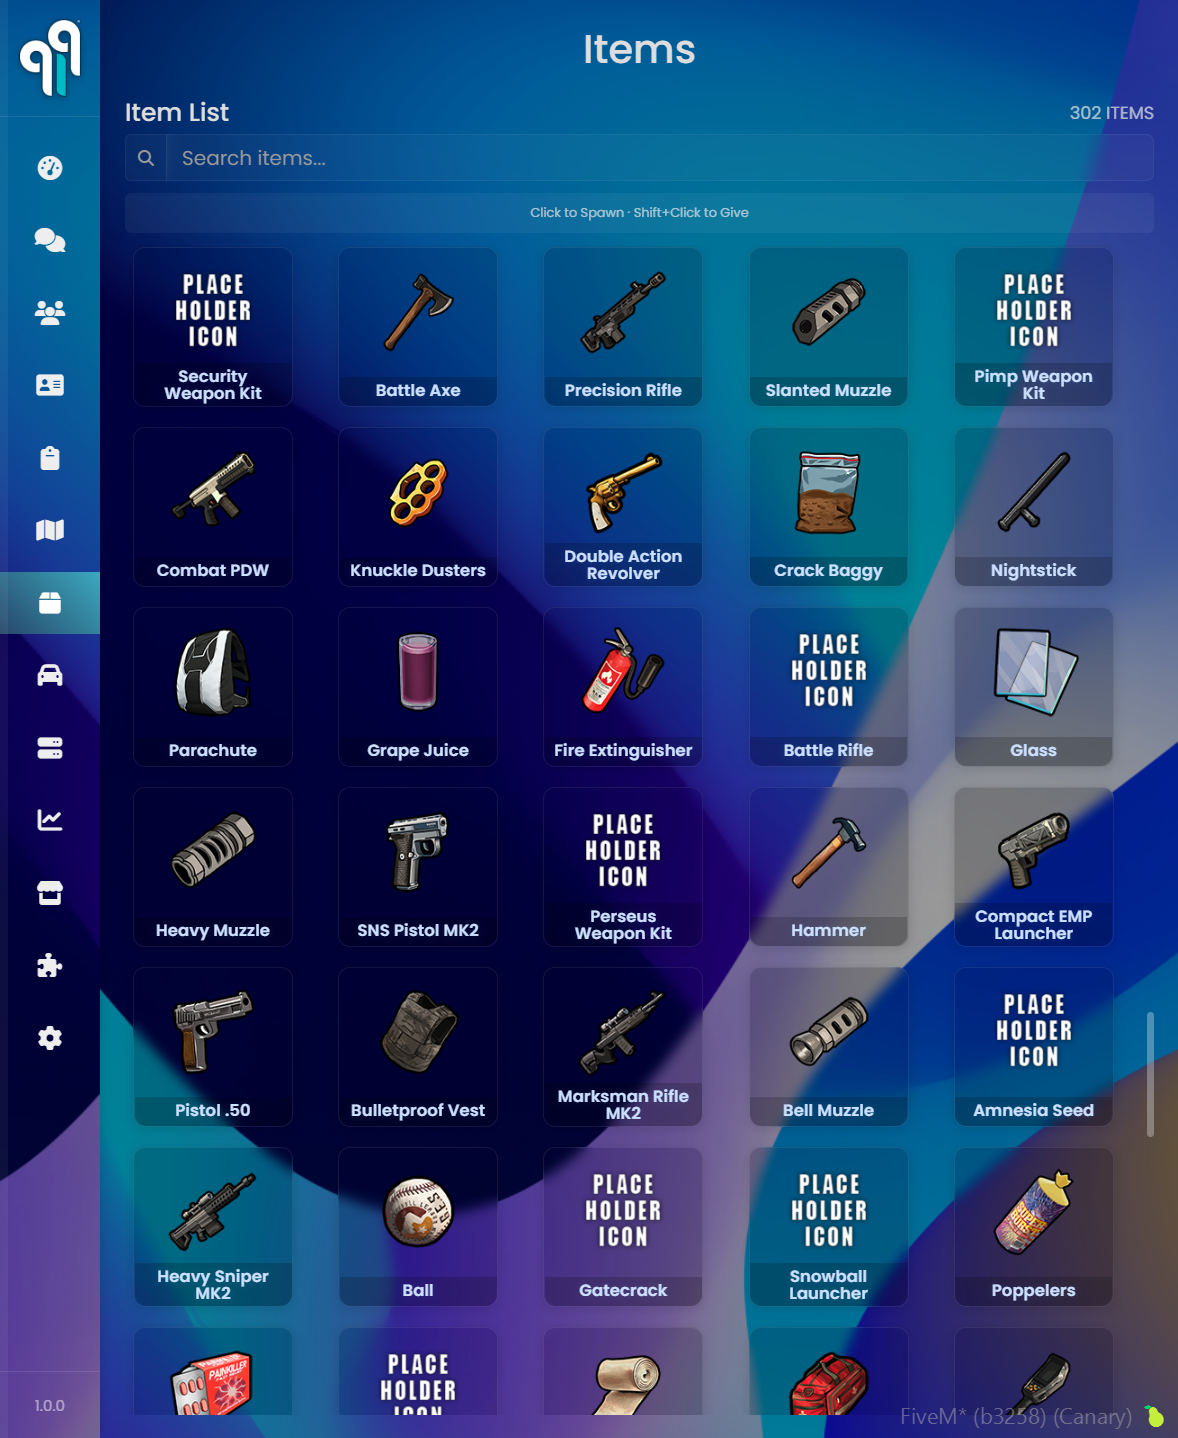 Items
Item List
302 ITEMS
Search items...
Click to Spawn · Shift+Click to Give
PLACE
HOLDER
ICON
Security
Weapon Kit
Battle Axe
Precision Rifle
Slanted Muzzle
PLACE
HOLDER
ICON
Pimp Weapon
Kit
Combat PDW
Knuckle Dusters
Double Action
Revolver
Crack Baggy
Nightstick
Parachute
Grape Juice
Fire Extinguisher
PLACE
HOLDER
ICON
Battle Rifle
Glass
Heavy Muzzle
SNS Pistol MK2
PLACE
HOLDER
ICON
Perseus
Weapon Kit
Hammer
Compact EMP
Launcher
Pistol .50
Bulletproof Vest
Marksman Rifle
MK2
Bell Muzzle
PLACE
HOLDER
ICON
Amnesia Seed
Heavy Sniper
MK2
Ball
PLACE
HOLDER
ICON
Gatecrack
PLACE
HOLDER
ICON
Snowball
Launcher
Poppelers
PAINKILLER
PLACE
HOLDER
ICON
1.0.0
FiveM* (b3258) (Canary)